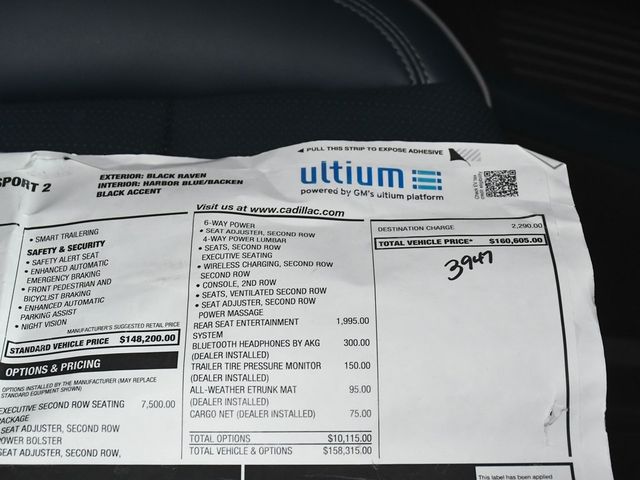 PULL THIS STRIP TO EXPOSE ADHESIVE
SPORT 2
EXTERIOR: BLACK RAVEN
INTERIOR: HARBOR BLUE/BACKEN
BLACK ACCENT
ultium
powered by GM's ultium platform
Visit us at www.cadillac.com
• SMART TRAILERING
SAFETY & SECURITY
• SAFETY ALERT SEAT
• ENHANCED AUTOMATIC
EMERGENCY BRAKING
• FRONT PEDESTRIAN AND
BICYCLIST BRAKING
• ENHANCED AUTOMATIC
PARKING ASSIST
• NIGHT VISION
MANUFACTURER'S SUGGESTED RETAIL PRICE
STANDARD VEHICLE PRICE $148,200.00
OPTIONS & PRICING
OPTIONS INSTALLED BY THE MANUFACTURER (MAY REPLACE
STANDARD EQUIPMENT SHOWN)
EXECUTIVE SECOND ROW SEATING 7,500.00
PACKAGE
SEAT ADJUSTER, SECOND ROW
POWER BOLSTER
SEAT ADJUSTER, SECOND ROW,
6-WAY POWER
• SEAT ADJUSTER, SECOND ROW
4-WAY POWER LUMBAR
• SEATS, SECOND ROW
EXECUTIVE SEATING
• WIRELESS CHARGING, SECOND ROW
SECOND ROW
• CONSOLE, 2ND ROW
• SEATS, VENTILATED SECOND ROW
• SEAT ADJUSTER, SECOND ROW
POWER MASSAGE
REAR SEAT ENTERTAINMENT 1,995.00
SYSTEM
BLUETOOTH HEADPHONES BY AKG 300.00
(DEALER INSTALLED)
TRAILER TIRE PRESSURE MONITOR 150.00
(DEALER INSTALLED)
ALL-WEATHER ETRUNK MAT 95.00
(DEALER INSTALLED)
CARGO NET (DEALER INSTALLED) 75.00
TOTAL OPTIONS $10,115.00
TOTAL VEHICLE & OPTIONS $158,315.00
DESTINATION CHARGE 2,290.00
TOTAL VEHICLE PRICE* $160,605.00
3947
This label has been applied